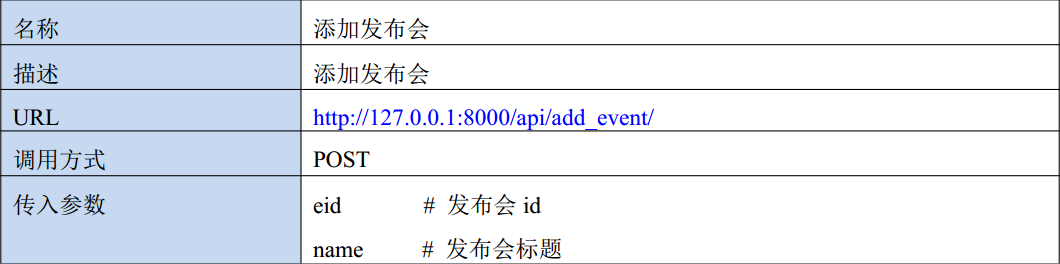 名称 添加发布会
描述 添加发布会
URL http://127.0.0.1:8000/api/add_event/
调用方式 POST
传入参数 eid # 发布会 id
name # 发布会标题